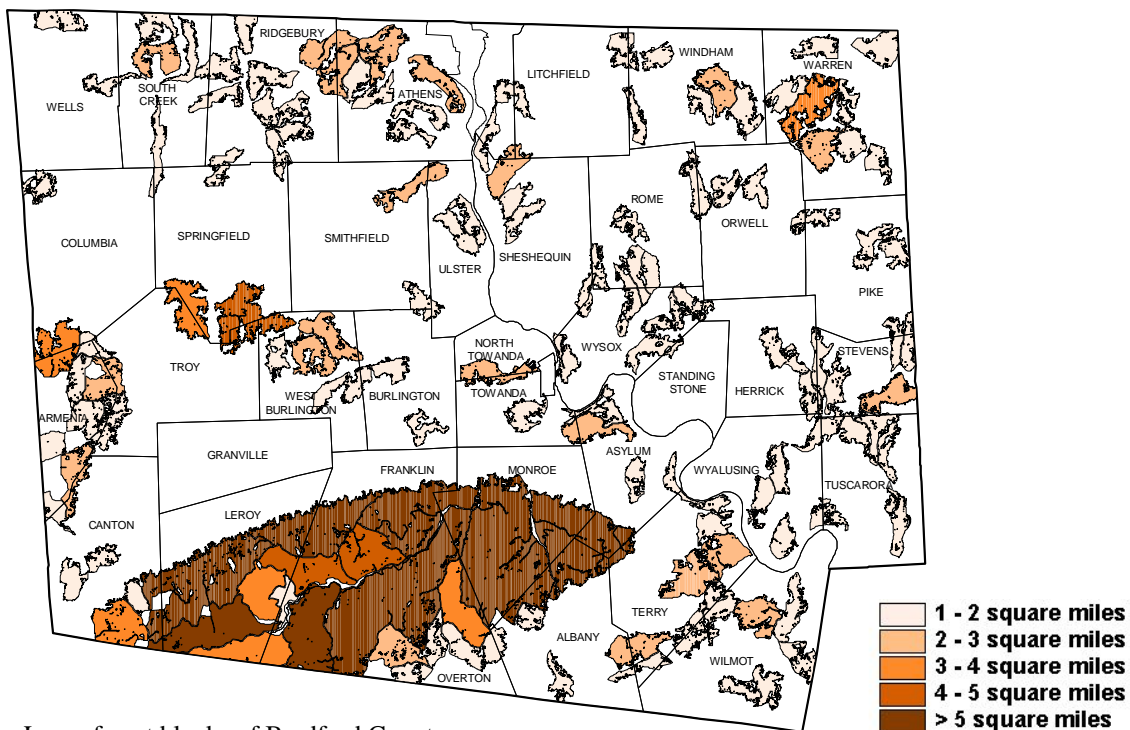 RIDGEBURY
WINDHAM
WARREN
LITCHFIELD
WELLS
SOUTH
CREEK
ATHENS
ROME
ORWELL
COLUMBIA
SPRINGFIELD
SMITHFIELD
ULSTER
SHESHEQUIN
PIKE
NORTH
TOWANDA
WYSOX
STEVENS
TROY
STANDING
STONE
HERRICK
WEST
BURLINGTON
BURLINGTON
TOWANDA
ARMENIA
GRANVILLE
ASYLUM
FRANKLIN
MONROE
WYALUSING
TUSCARORA
LEROY
CANTON
TERRY
ALBANY
WILMOT
OVERTON
1 - 2 square miles
2 - 3 square miles
3 - 4 square miles
4 - 5 square miles
> 5 square miles